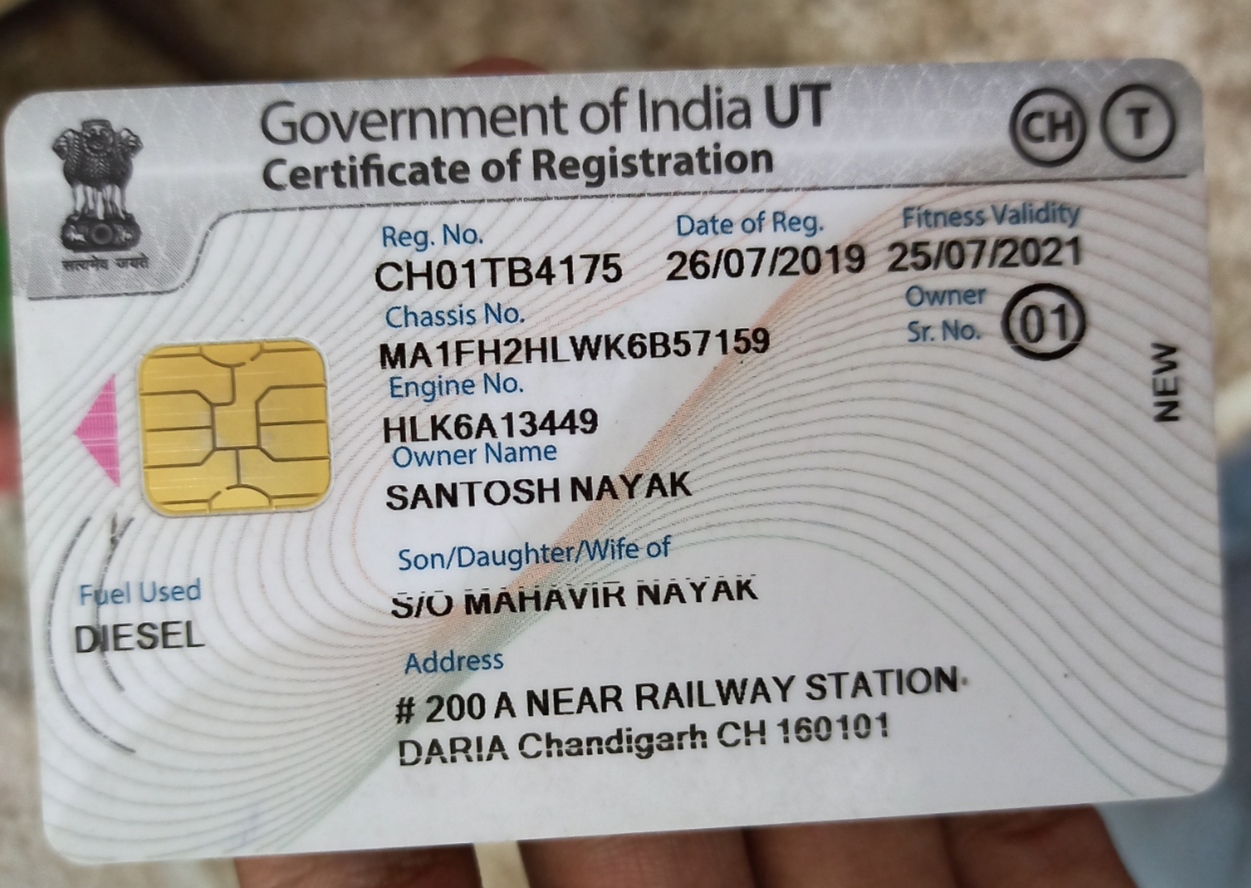 Government of India UT
Certificate of Registration
CH T
सत्यमेव जयते
Reg. No. Date of Reg. Fitness Validity
CH01TB4175 26/07/2019 25/07/2021
Chassis No. Owner
Sr. No. 01
MA1FH2HLWK6B57159
Engine No.
NEW
HLK6A13449
Owner Name
SANTOSH NAYAK
Son/Daughter/Wife of
S/O MAHAVIR NAYAK
Fuel Used
DIESEL
Address
# 200 A NEAR RAILWAY STATION
DARIA Chandigarh CH 160101